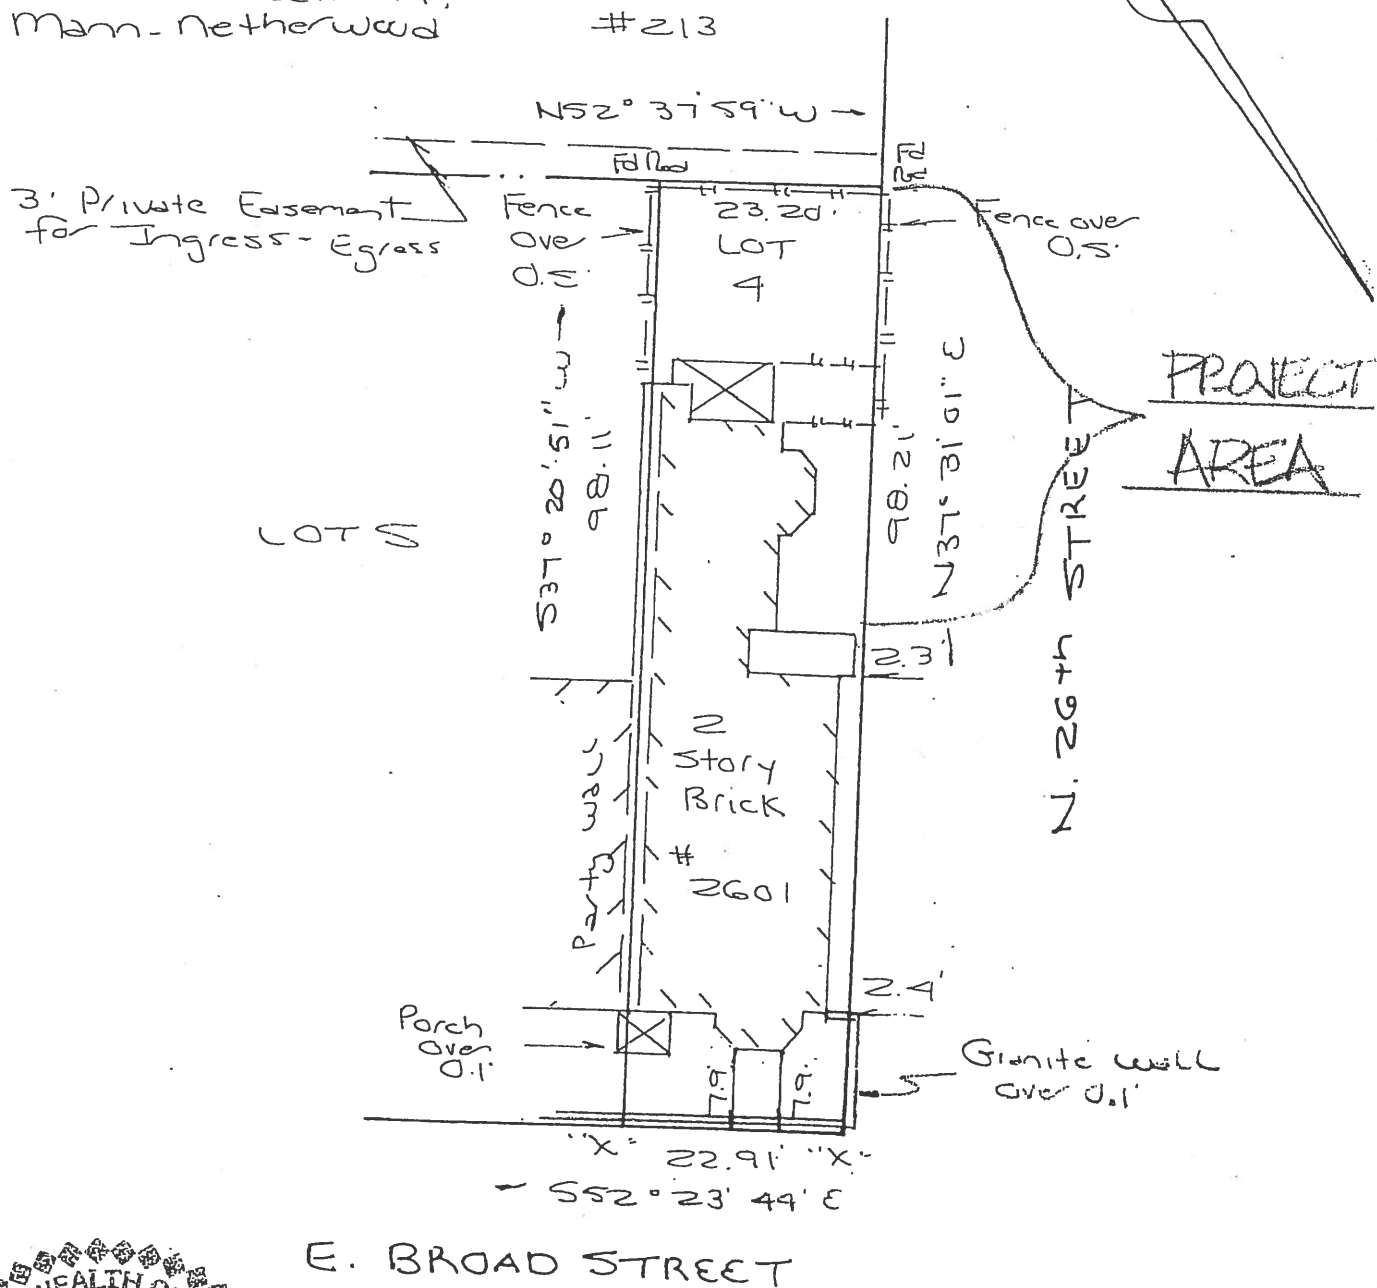 Mann-Netherwood
#213
N52° 37' 59" W
Fd Rod
Fd
3' Private Easement
for Ingress-Egress
Fence
Over
0.5'
23.20'
LOT
4
Fence over
0.5'
S37° 20' 51" W
98.11'
98.21'
N37° 31' 01" E
N. 26th STREET
PROJECT
AREA
LOT 5
2.3'
2
Story
Brick
#
2601
Party Wall
2.4'
Porch
Over
0.1'
7.9'
7.9'
Granite Wall
over 0.1'
"X"
22.91'
"X"
S52° 23' 44" E
E. BROAD STREET